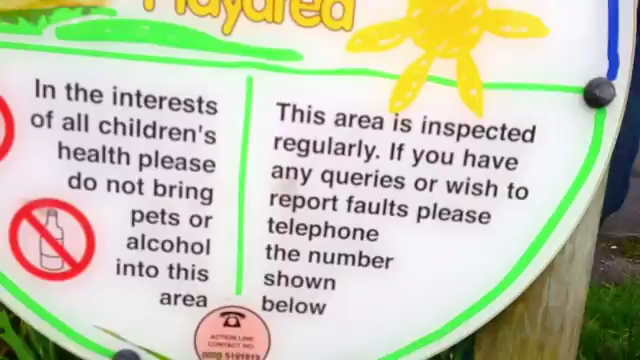 Playarea
In the interests
of all children's
health please
do not bring
pets or
alcohol
into this
area
This area is inspected
regularly. If you have
any queries or wish to
report faults please
telephone
the number
shown
below
ACTION LINE
CONTACT NO: